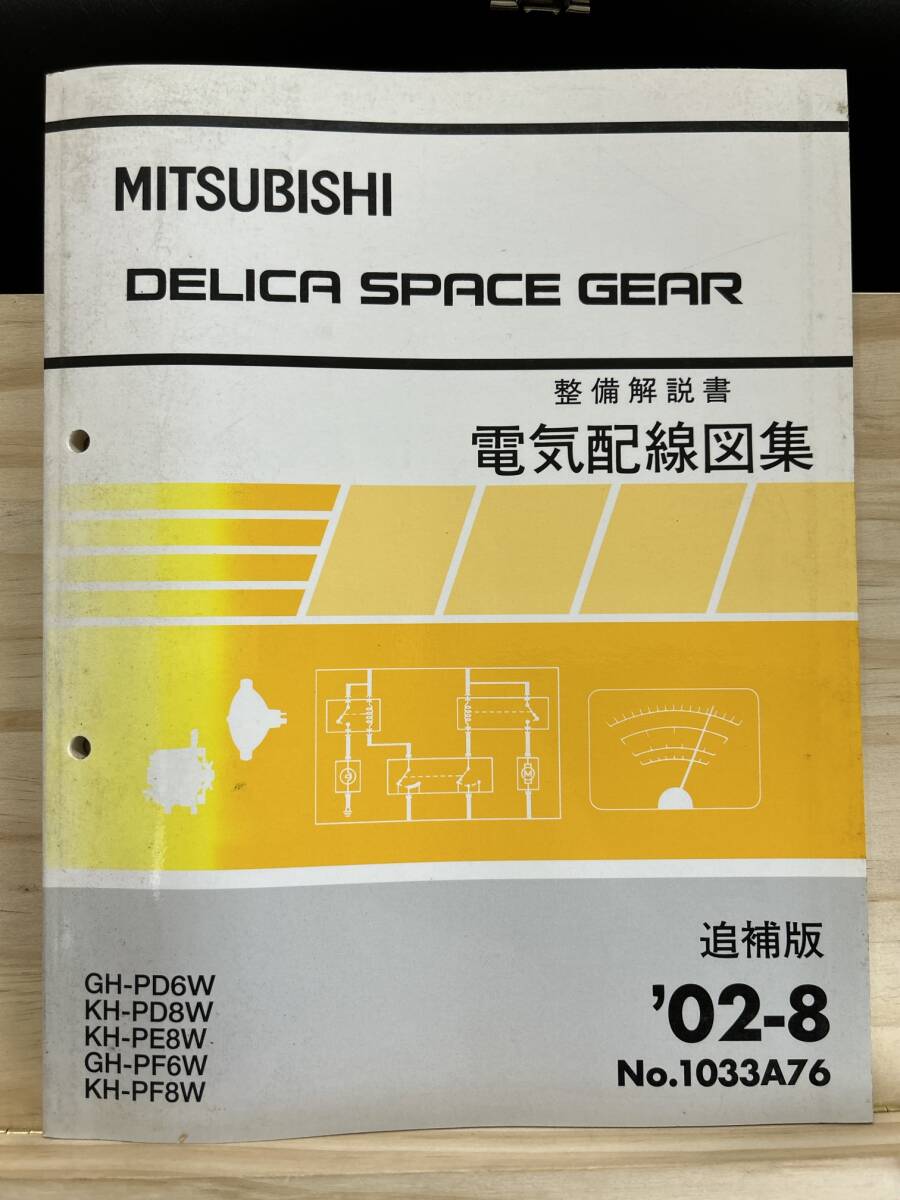 MITSUBISHI
DELICA SPACE GEAR
整備解説書
電気配線図集
追補版
'02-8
No.1033A76
GH-PD6W
KH-PD8W
KH-PE8W
GH-PF6W
KH-PF8W